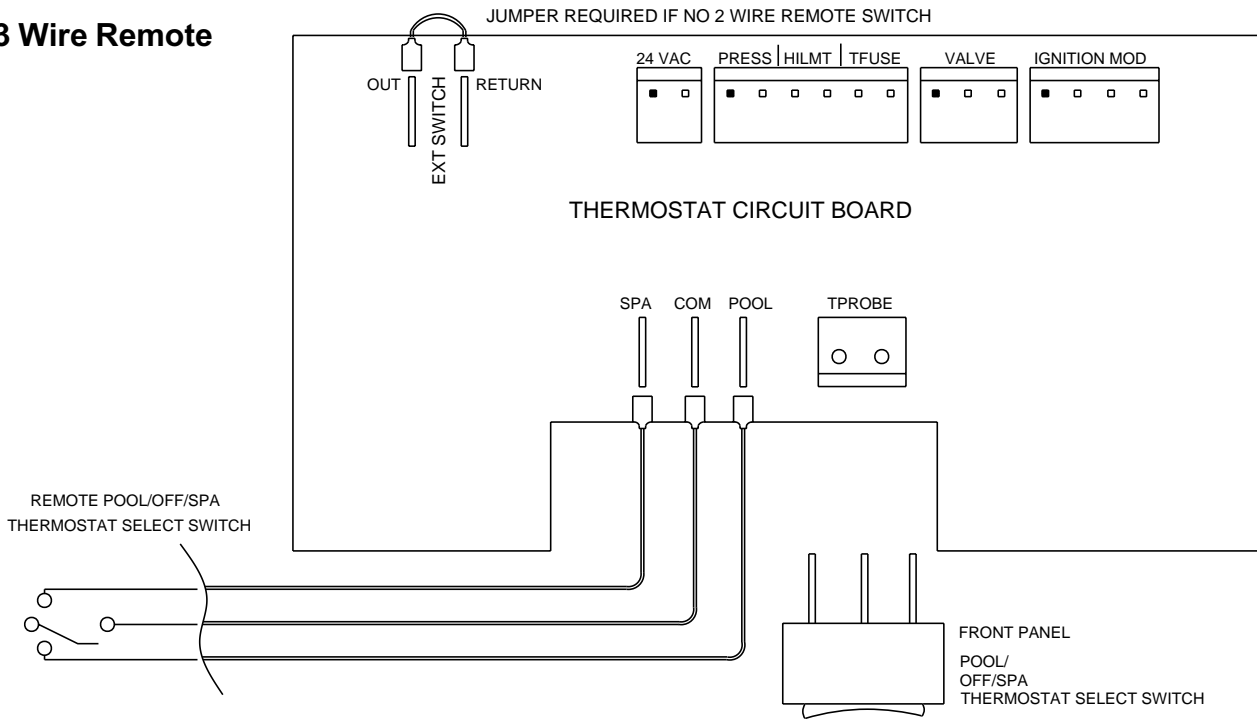 3 Wire Remote
JUMPER REQUIRED IF NO 2 WIRE REMOTE SWITCH
OUT
EXT SWITCH
RETURN
24 VAC
PRESS
HILMT
TFUSE
VALVE
IGNITION MOD
THERMOSTAT CIRCUIT BOARD
SPA
COM
POOL
TPROBE
REMOTE POOL/OFF/SPA
THERMOSTAT SELECT SWITCH
FRONT PANEL
POOL/
OFF/SPA
THERMOSTAT SELECT SWITCH